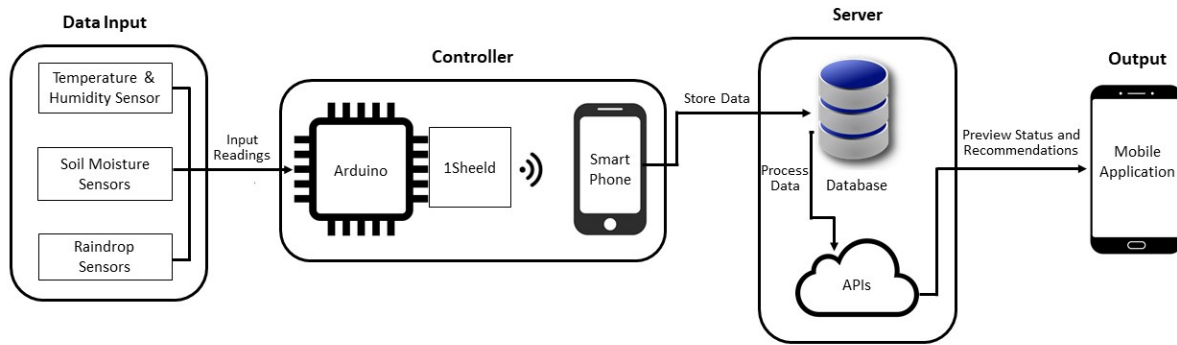 Data Input
Temperature &
Humidity Sensor
Soil Moisture
Sensors
Raindrop
Sensors
Input
Readings
Controller
Arduino
1Sheeld
Smart
Phone
Store Data
Server
Database
Process
Data
APIs
Preview Status and
Recommendations
Output
Mobile
Application